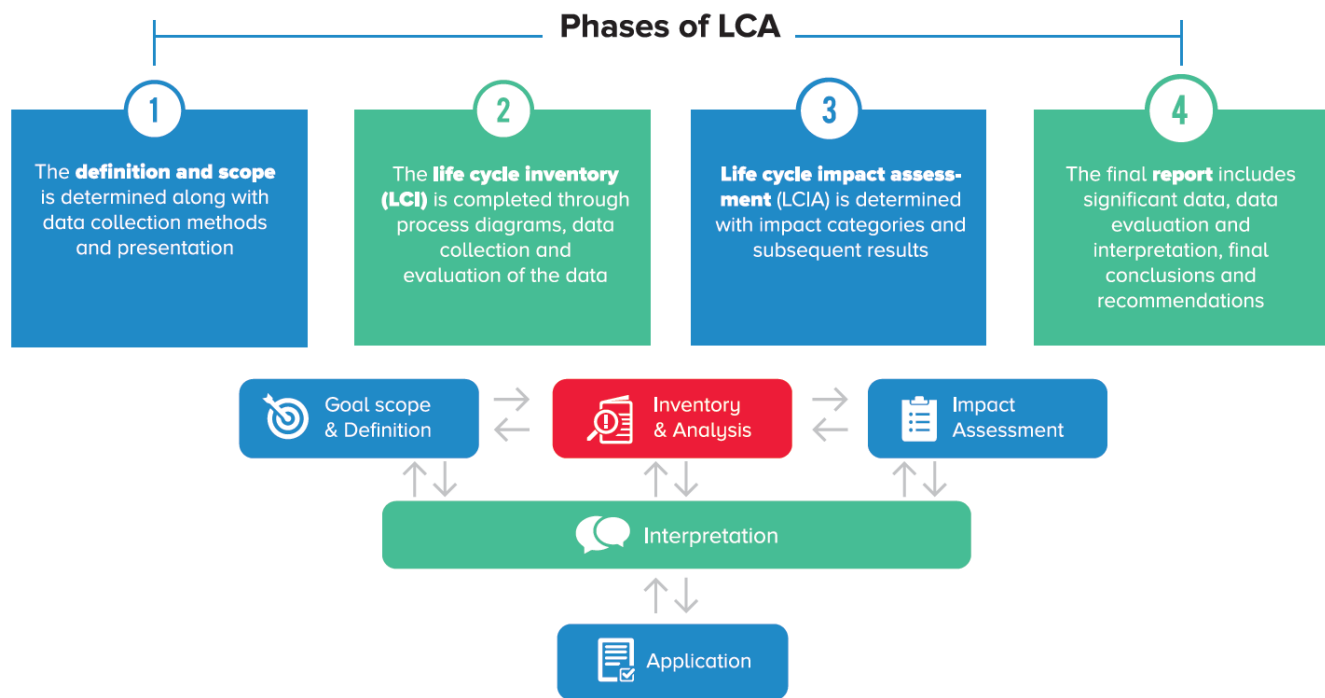 Phases of LCA
1
The definition and scope
is determined along with
data collection methods
and presentation
2
The life cycle inventory
(LCI) is completed through
process diagrams, data
collection and
evaluation of the data
3
Life cycle impact assess-
ment (LCIA) is determined
with impact categories and
subsequent results
4
The final report includes
significant data, data
evaluation and
interpretation, final
conclusions and
recommendations
Goal scope
& Definition
Inventory
& Analysis
Impact
Assessment
Interpretation
Application